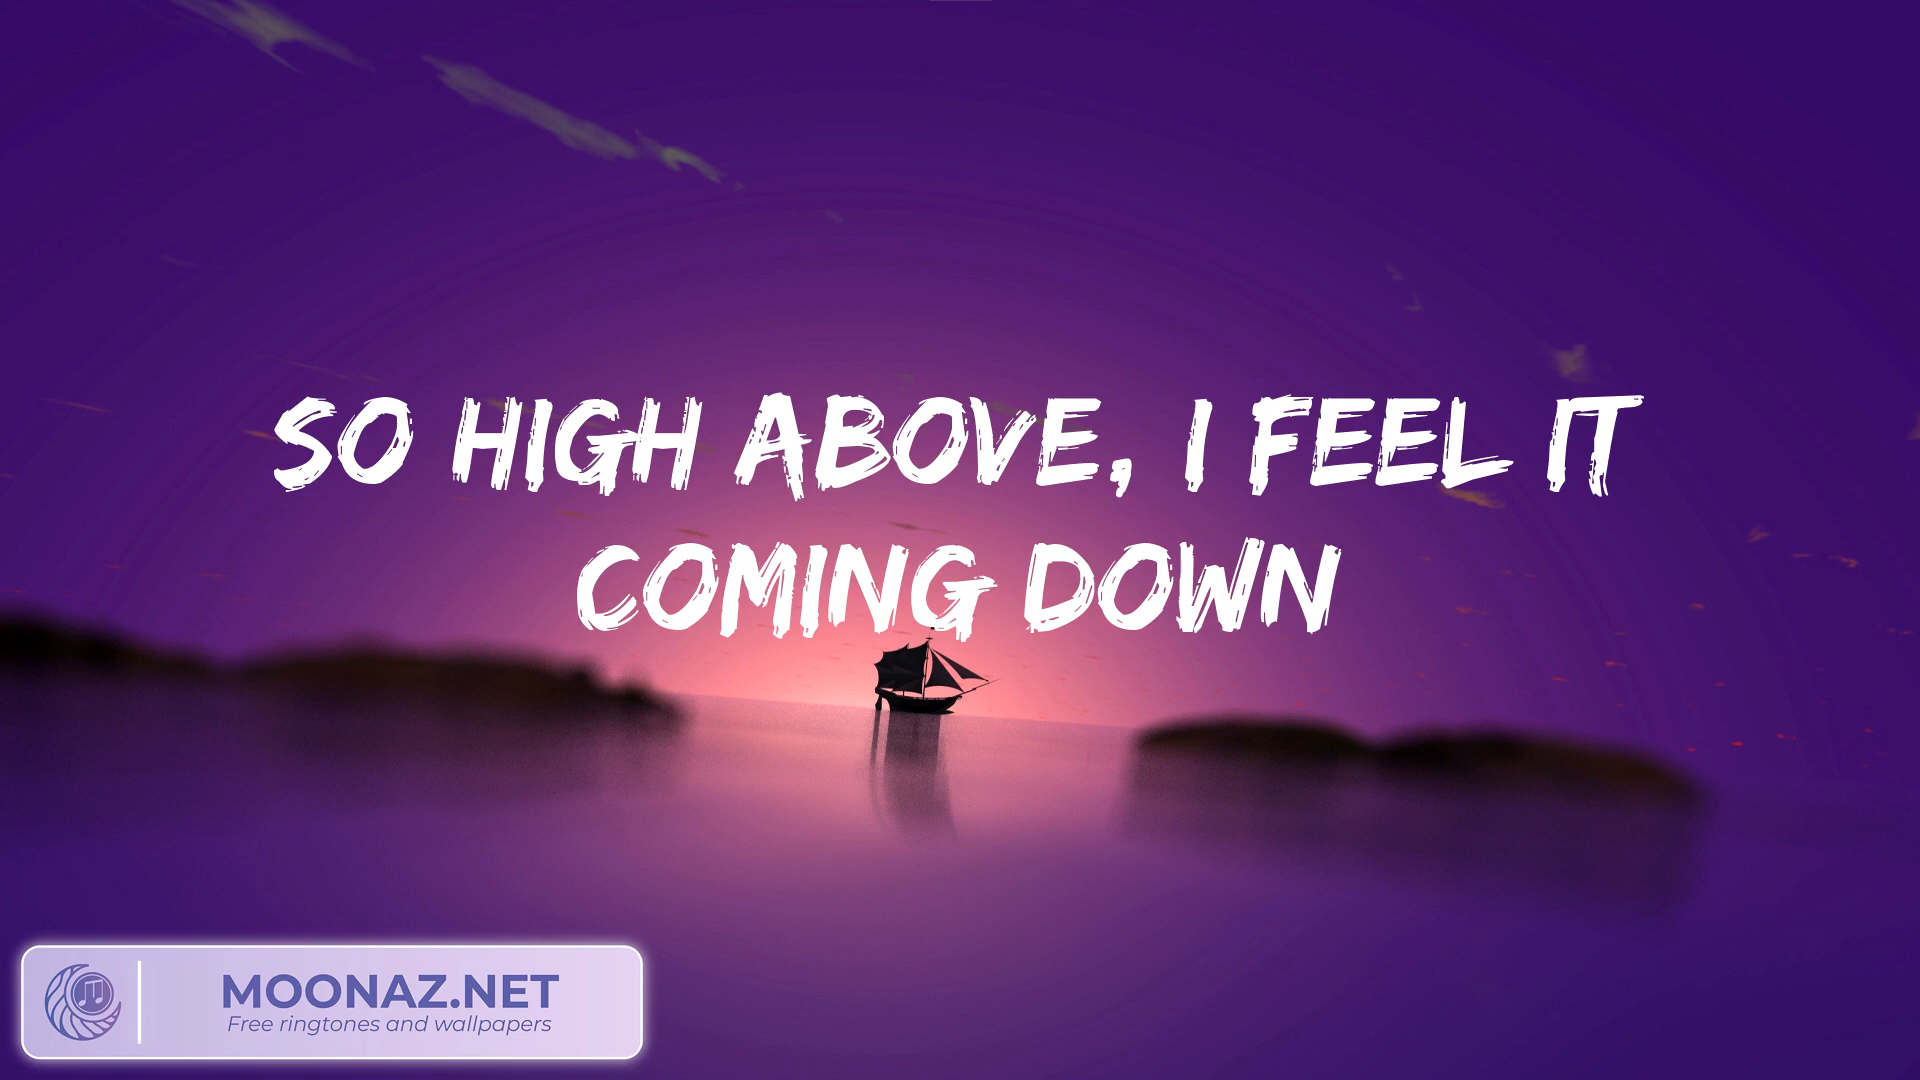 SO HIGH ABOVE, I FEEL IT
COMING DOWN
MOONAZ.NET
Free ringtones and wallpapers